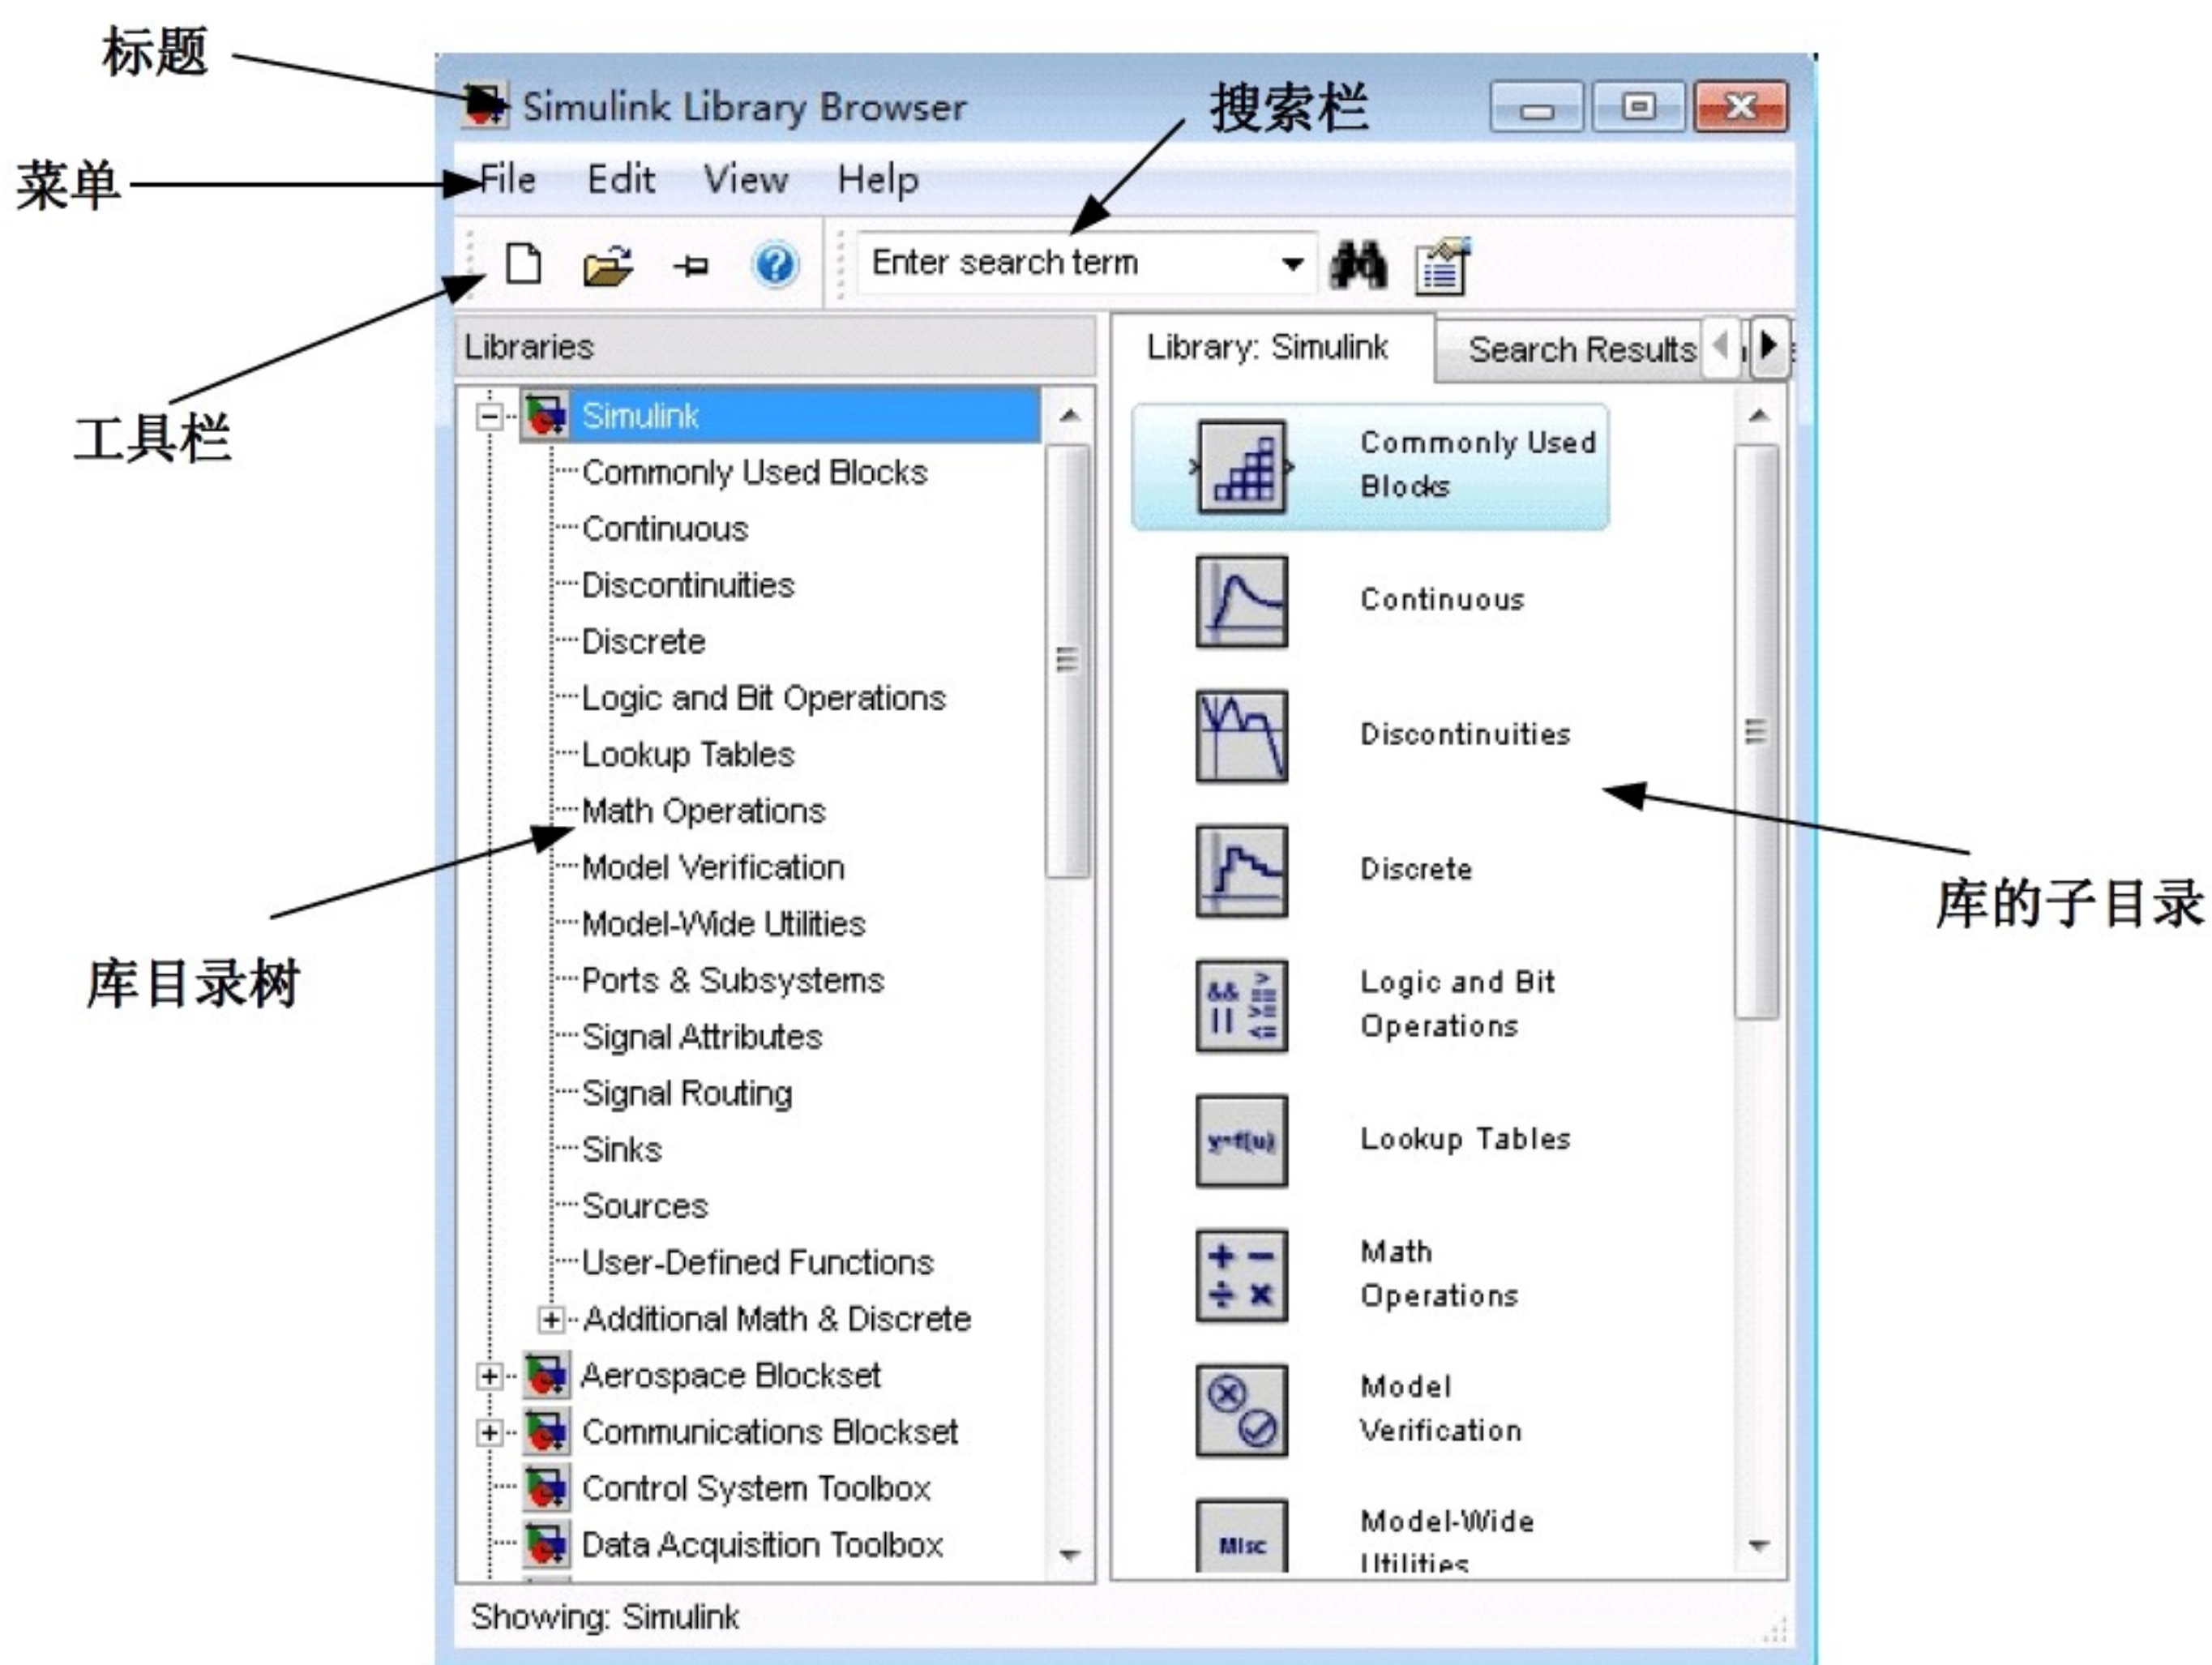 标题
Simulink Library Browser
搜索栏
菜单
File Edit View Help
Enter search term
工具栏
Libraries
Library: Simulink
Search Results
Simulink
Commonly Used Blocks
Continuous
Discontinuities
Discrete
Logic and Bit Operations
Lookup Tables
Math Operations
Model Verification
Model-Wide Utilities
Ports & Subsystems
Signal Attributes
Signal Routing
Sinks
Sources
User-Defined Functions
Additional Math & Discrete
Aerospace Blockset
Communications Blockset
Control System Toolbox
Data Acquisition Toolbox
库目录树
Commonly Used
Blocks
Continuous
Discontinuities
Discrete
&& >
==
|| >=
<=
Logic and Bit
Operations
y=f(u)
Lookup Tables
+ −
÷ ×
Math
Operations
Model
Verification
Misc
Model-Wide
Utilities
库的子目录
Showing: Simulink